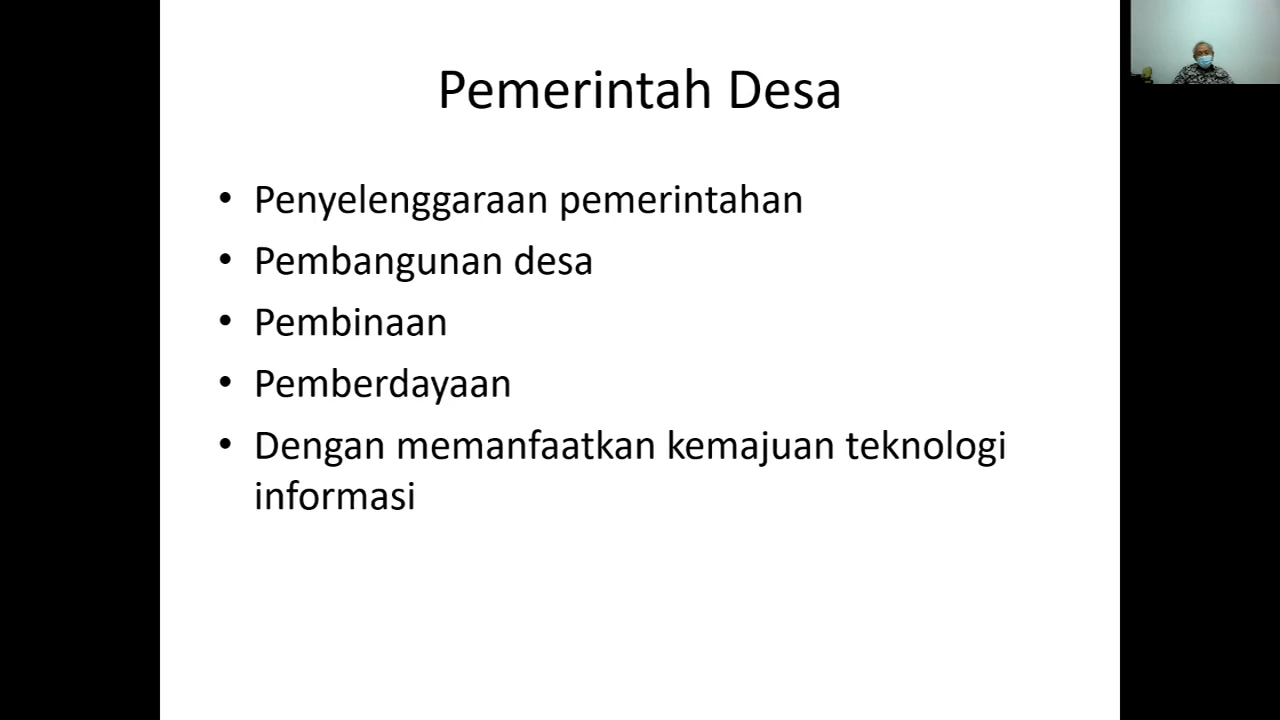 Pemerintah Desa
• Penyelenggaraan pemerintahan
• Pembangunan desa
• Pembinaan
• Pemberdayaan
• Dengan memanfaatkan kemajuan teknologi
informasi